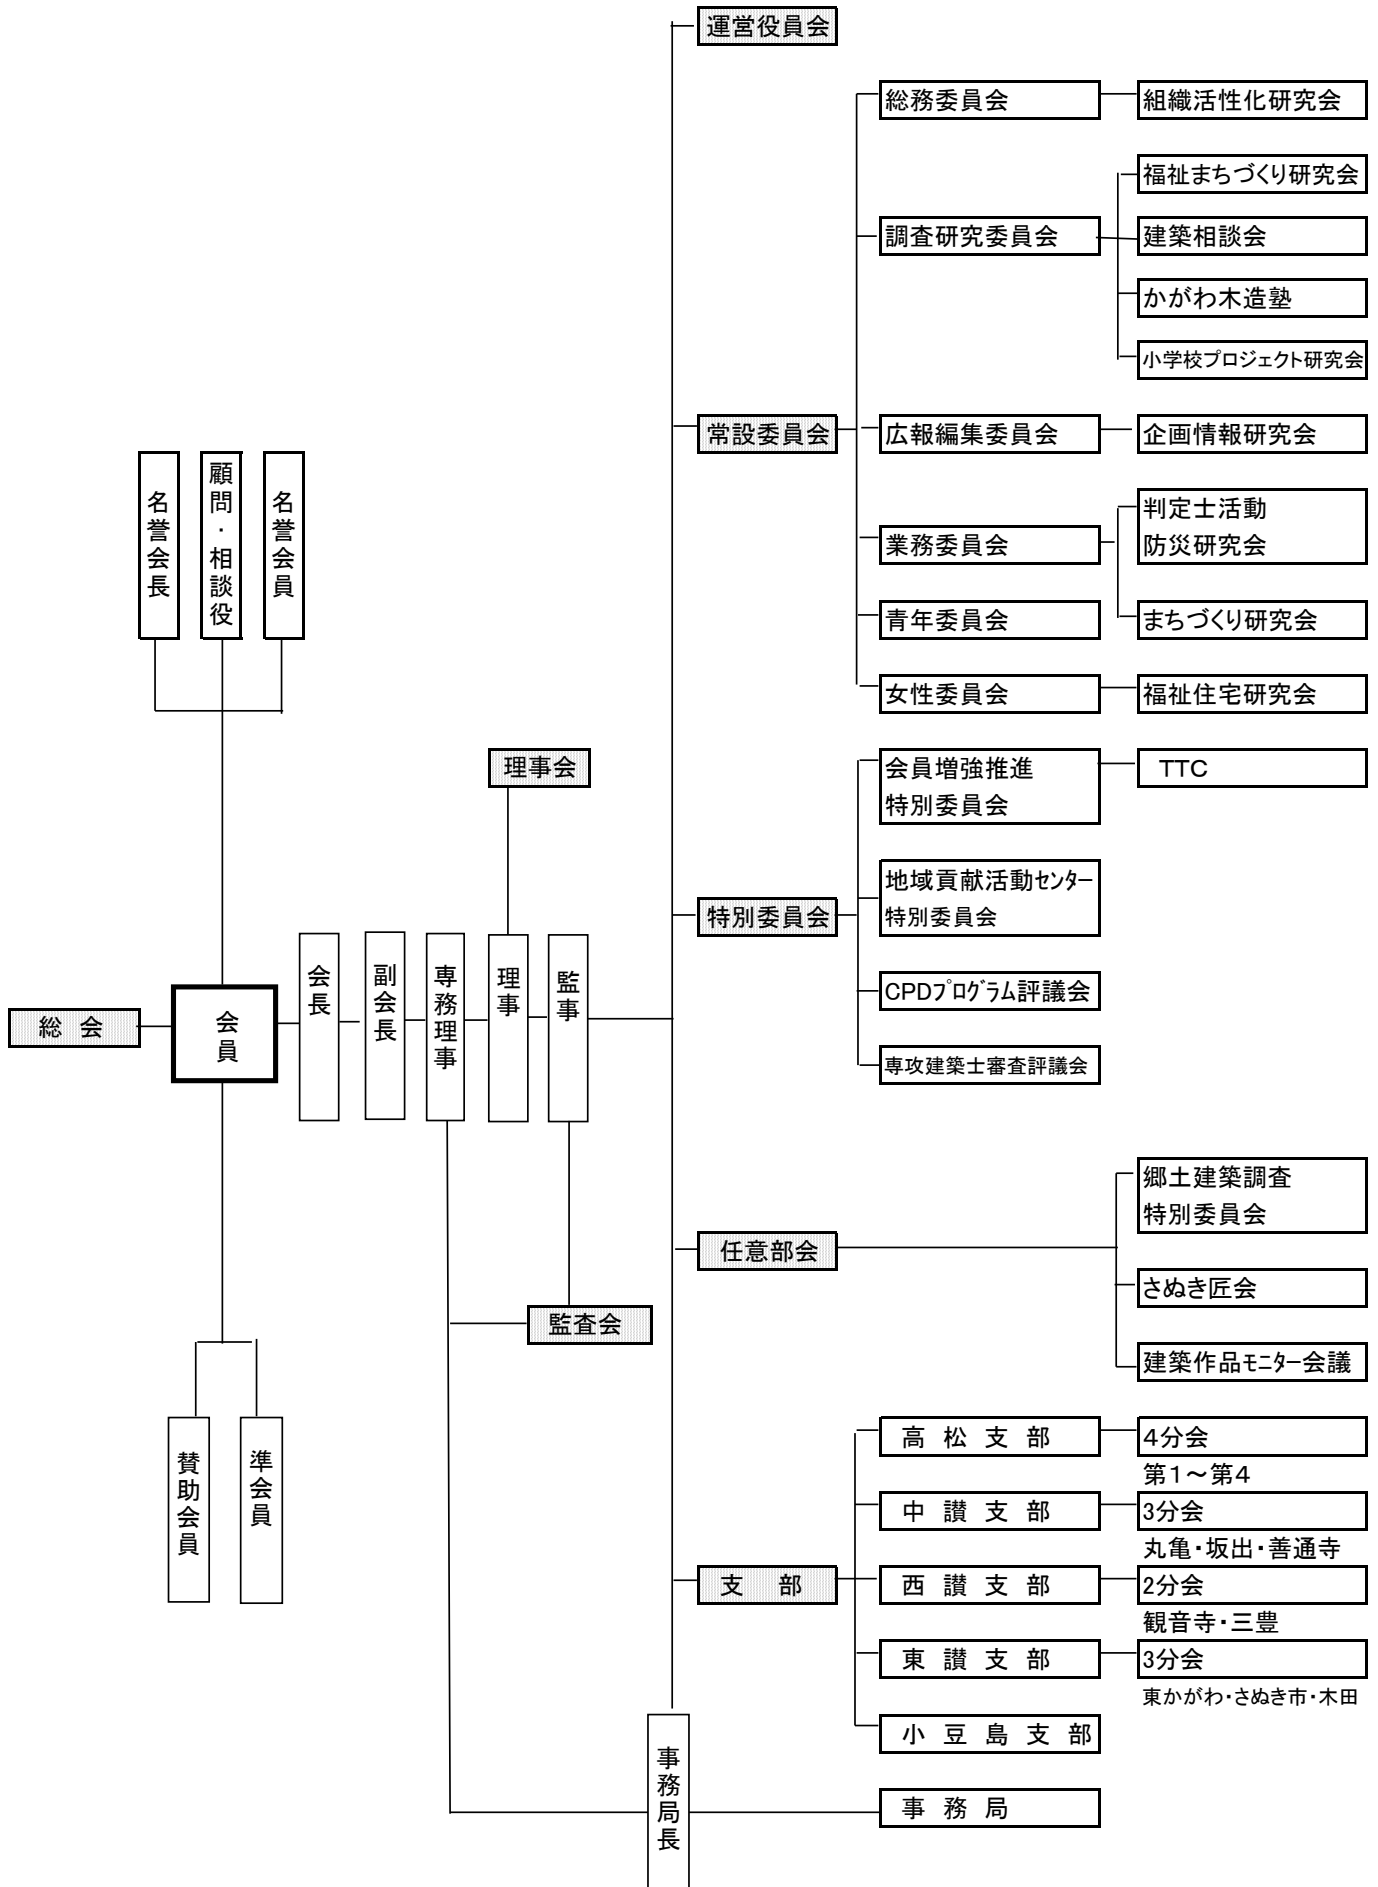 運営役員会
総務委員会
組織活性化研究会
福祉まちづくり研究会
調査研究委員会
建築相談会
かがわ木造塾
小学校プロジェクト研究会
常設委員会
広報編集委員会
企画情報研究会
名誉会長
顧問・相談役
名誉会員
判定士活動
防災研究会
業務委員会
青年委員会
まちづくり研究会
女性委員会
福祉住宅研究会
理事会
会員増強推進
特別委員会
TTC
地域貢献活動センター
特別委員会
特別委員会
CPDプログラム評議会
専攻建築士審査評議会
総 会
会員
会長
副会長
専務理事
理事
監事
郷土建築調査
特別委員会
任意部会
さぬき匠会
監査会
建築作品モニター会議
賛助会員
準会員
高 松 支 部
4分会
第1～第4
中 讃 支 部
3分会
丸亀・坂出・善通寺
支 部
西 讃 支 部
2分会
観音寺・三豊
東 讃 支 部
3分会
東かがわ・さぬき市・木田
小 豆 島 支 部
事務局長
事 務 局